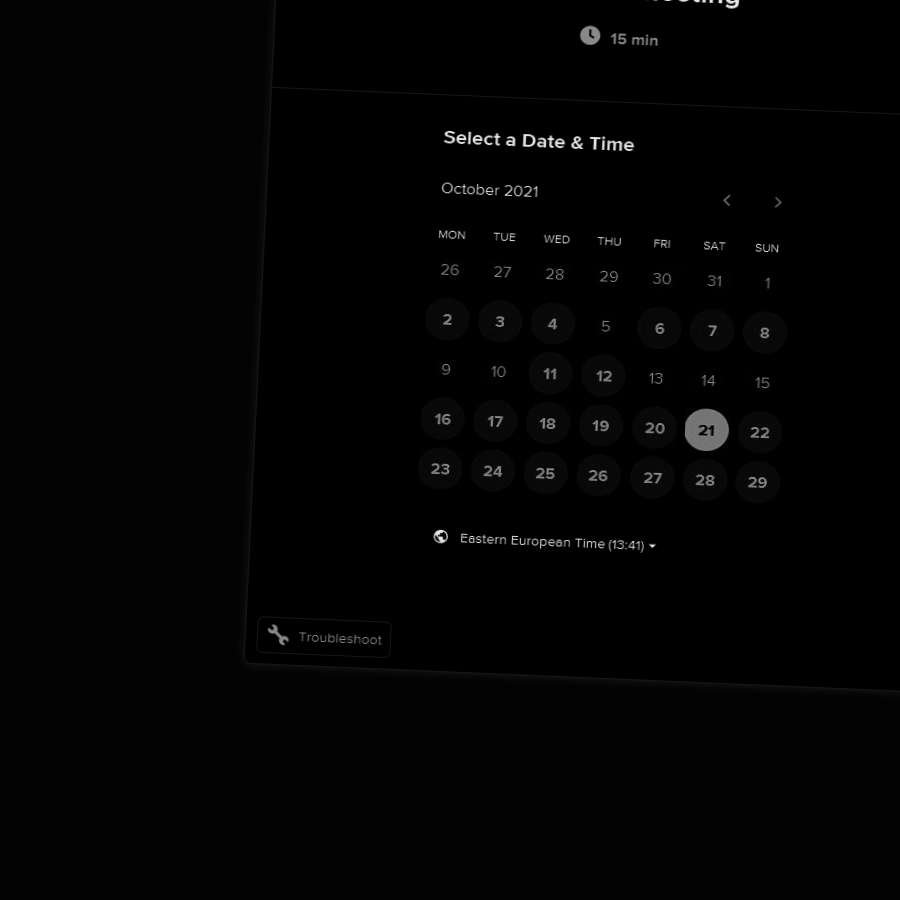 15 min
Select a Date & Time
October 2021
MON TUE WED THU FRI SAT SUN
26 27 28 29 30 31 1
2 3 4 5 6 7 8
9 10 11 12 13 14 15
16 17 18 19 20 21 22
23 24 25 26 27 28 29
Eastern European Time (13:41)
Troubleshoot